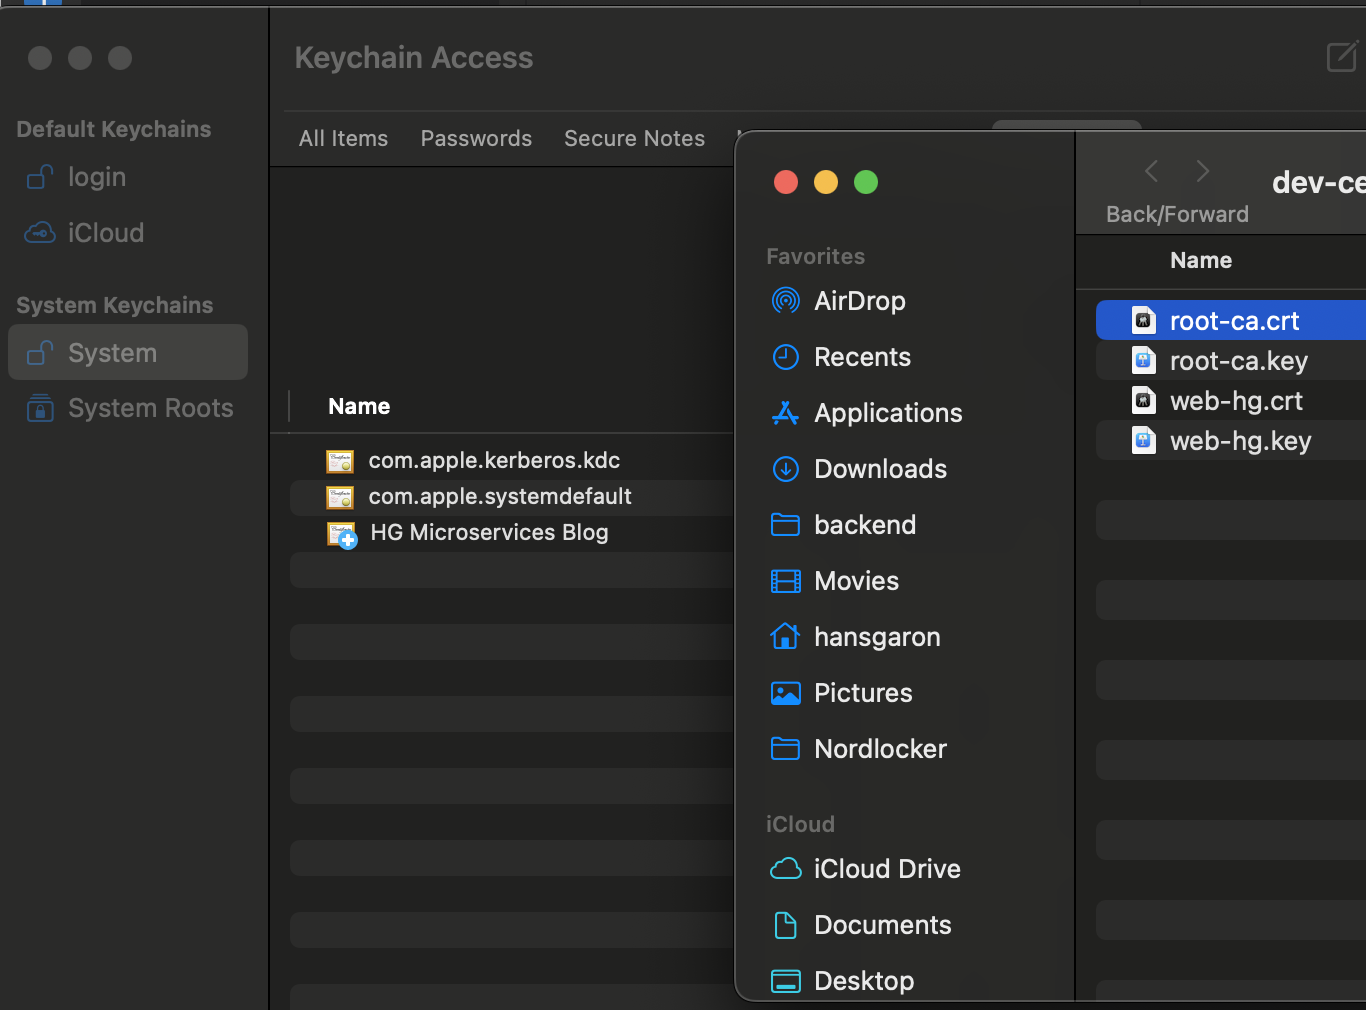 Keychain Access
Default Keychains
login
iCloud
System Keychains
System
System Roots
All Items Passwords Secure Notes
Name
com.apple.kerberos.kdc
com.apple.systemdefault
HG Microservices Blog
Favorites
AirDrop
Recents
Applications
Downloads
backend
Movies
hansgaron
Pictures
Nordlocker
iCloud
iCloud Drive
Documents
Desktop
Back/Forward
dev-ce
Name
root-ca.crt
root-ca.key
web-hg.crt
web-hg.key